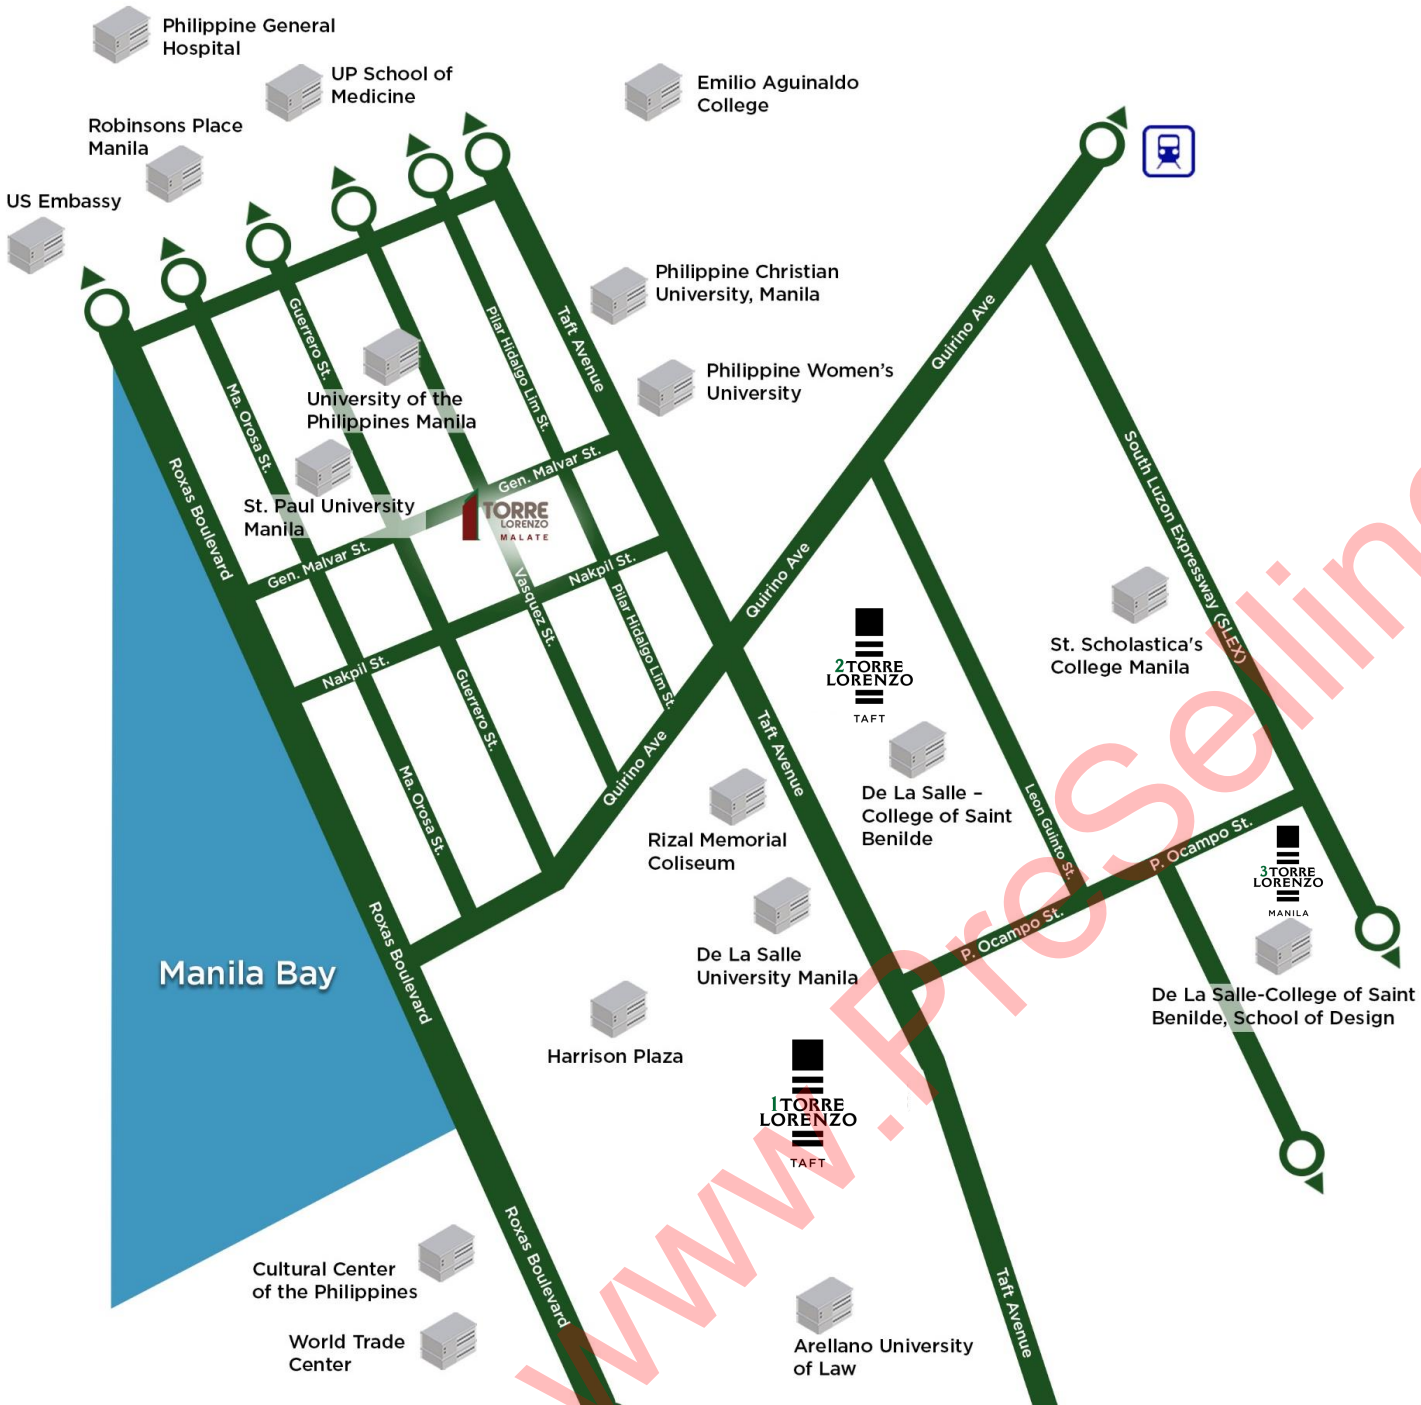 Philippine General
Hospital
UP School of
Medicine
Emilio Aguinaldo
College
Robinsons Place
Manila
US Embassy
Philippine Christian
University, Manila
Philippine Women's
University
Guerrero St.
Pilar Hidalgo Lim St.
Taft Avenue
Quirino Ave
Ma. Orosa St.
University of the
Philippines Manila
Roxas Boulevard
Gen. Malvar St.
St. Paul University
Manila
1 TORRE
LORENZO
MALATE
Gen. Malvar St.
South Luzon Expressway (SLEX)
Nakpil St.
Vasquez St.
Quirino Ave
Pilar Hidalgo Lim St.
Nakpil St.
Guerrero St.
St. Scholastica's
College Manila
2 TORRE
LORENZO
TAFT
Taft Avenue
Quirino Ave
Ma. Orosa St.
De La Salle –
College of Saint
Benilde
Leon Guinto St.
Rizal Memorial
Coliseum
P. Ocampo St.
3 TORRE
LORENZO
MANILA
P. Ocampo St.
Roxas Boulevard
Manila Bay
De La Salle
University Manila
De La Salle-College of Saint
Benilde, School of Design
Harrison Plaza
1 TORRE
LORENZO
TAFT
Roxas Boulevard
Cultural Center
of the Philippines
World Trade
Center
Arellano University
of Law
Taft Avenue
www.PreSelling